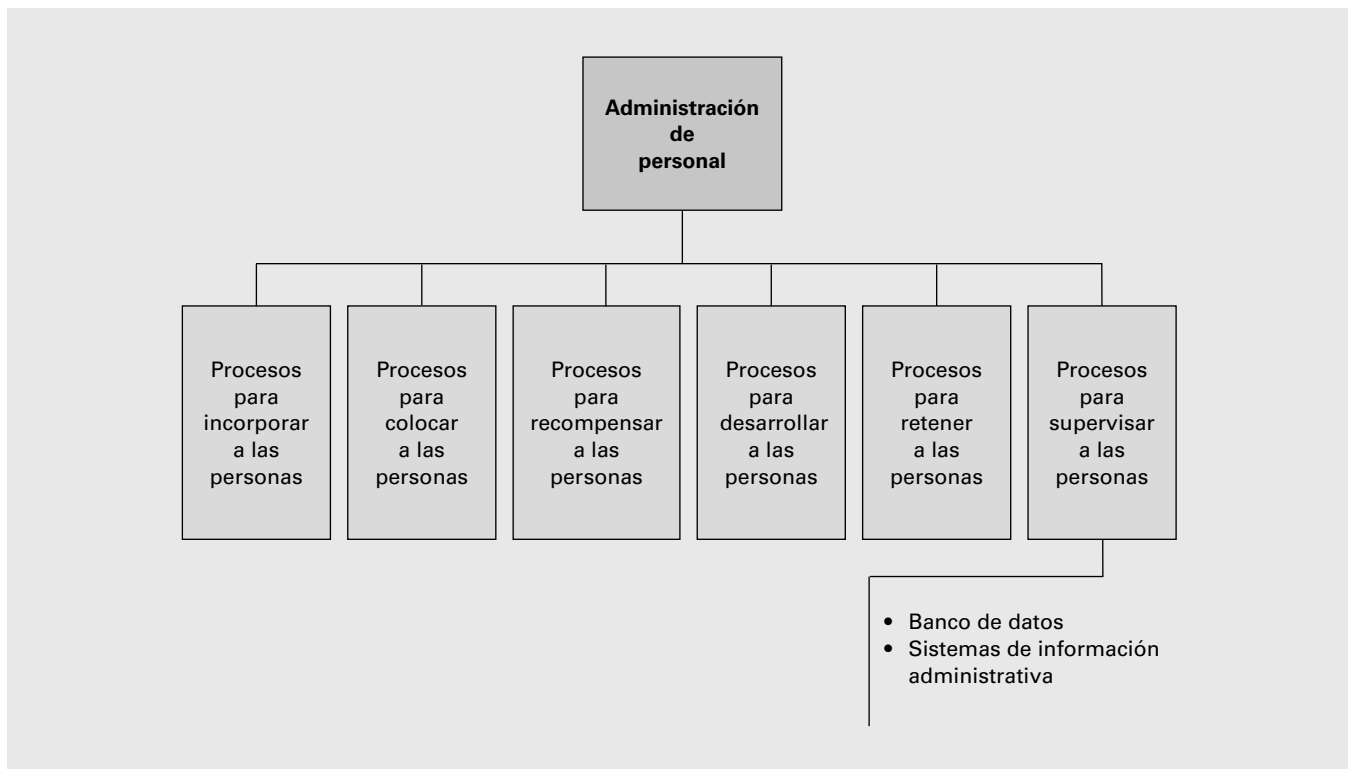 Administración
de
personal
Procesos
para
incorporar
a las
personas
Procesos
para
colocar
a las
personas
Procesos
para
recompensar
a las
personas
Procesos
para
desarrollar
a las
personas
Procesos
para
retener
a las
personas
Procesos
para
supervisar
a las
personas
• Banco de datos
• Sistemas de información
administrativa